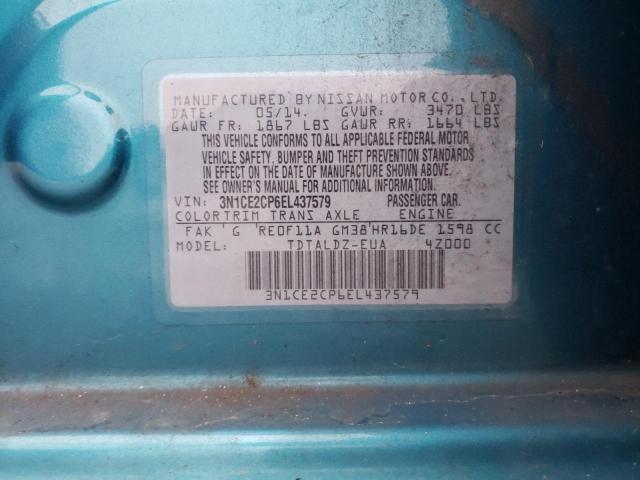 MANUFACTURED BY NISSAN MOTOR CO., LTD.
DATE: 05/14. GVWR: 3470 LBS
GAWR FR: 1867 LBS GAWR RR: 1664 LBS
THIS VEHICLE CONFORMS TO ALL APPLICABLE FEDERAL MOTOR
VEHICLE SAFETY, BUMPER AND THEFT PREVENTION STANDARDS
IN EFFECT ON THE DATE OF MANUFACTURE SHOWN ABOVE.
SEE OWNER'S MANUAL FOR ADDITIONAL INFORMATION.
VIN: 3N1CE2CP6EL437579 PASSENGER CAR.
COLOR TRIM TRANS AXLE ENGINE
FAK G RE0F11A GM38 HR16DE 1598 CC
TDTALDZ-EUA 4Z000
3N1CE2CP6EL437579